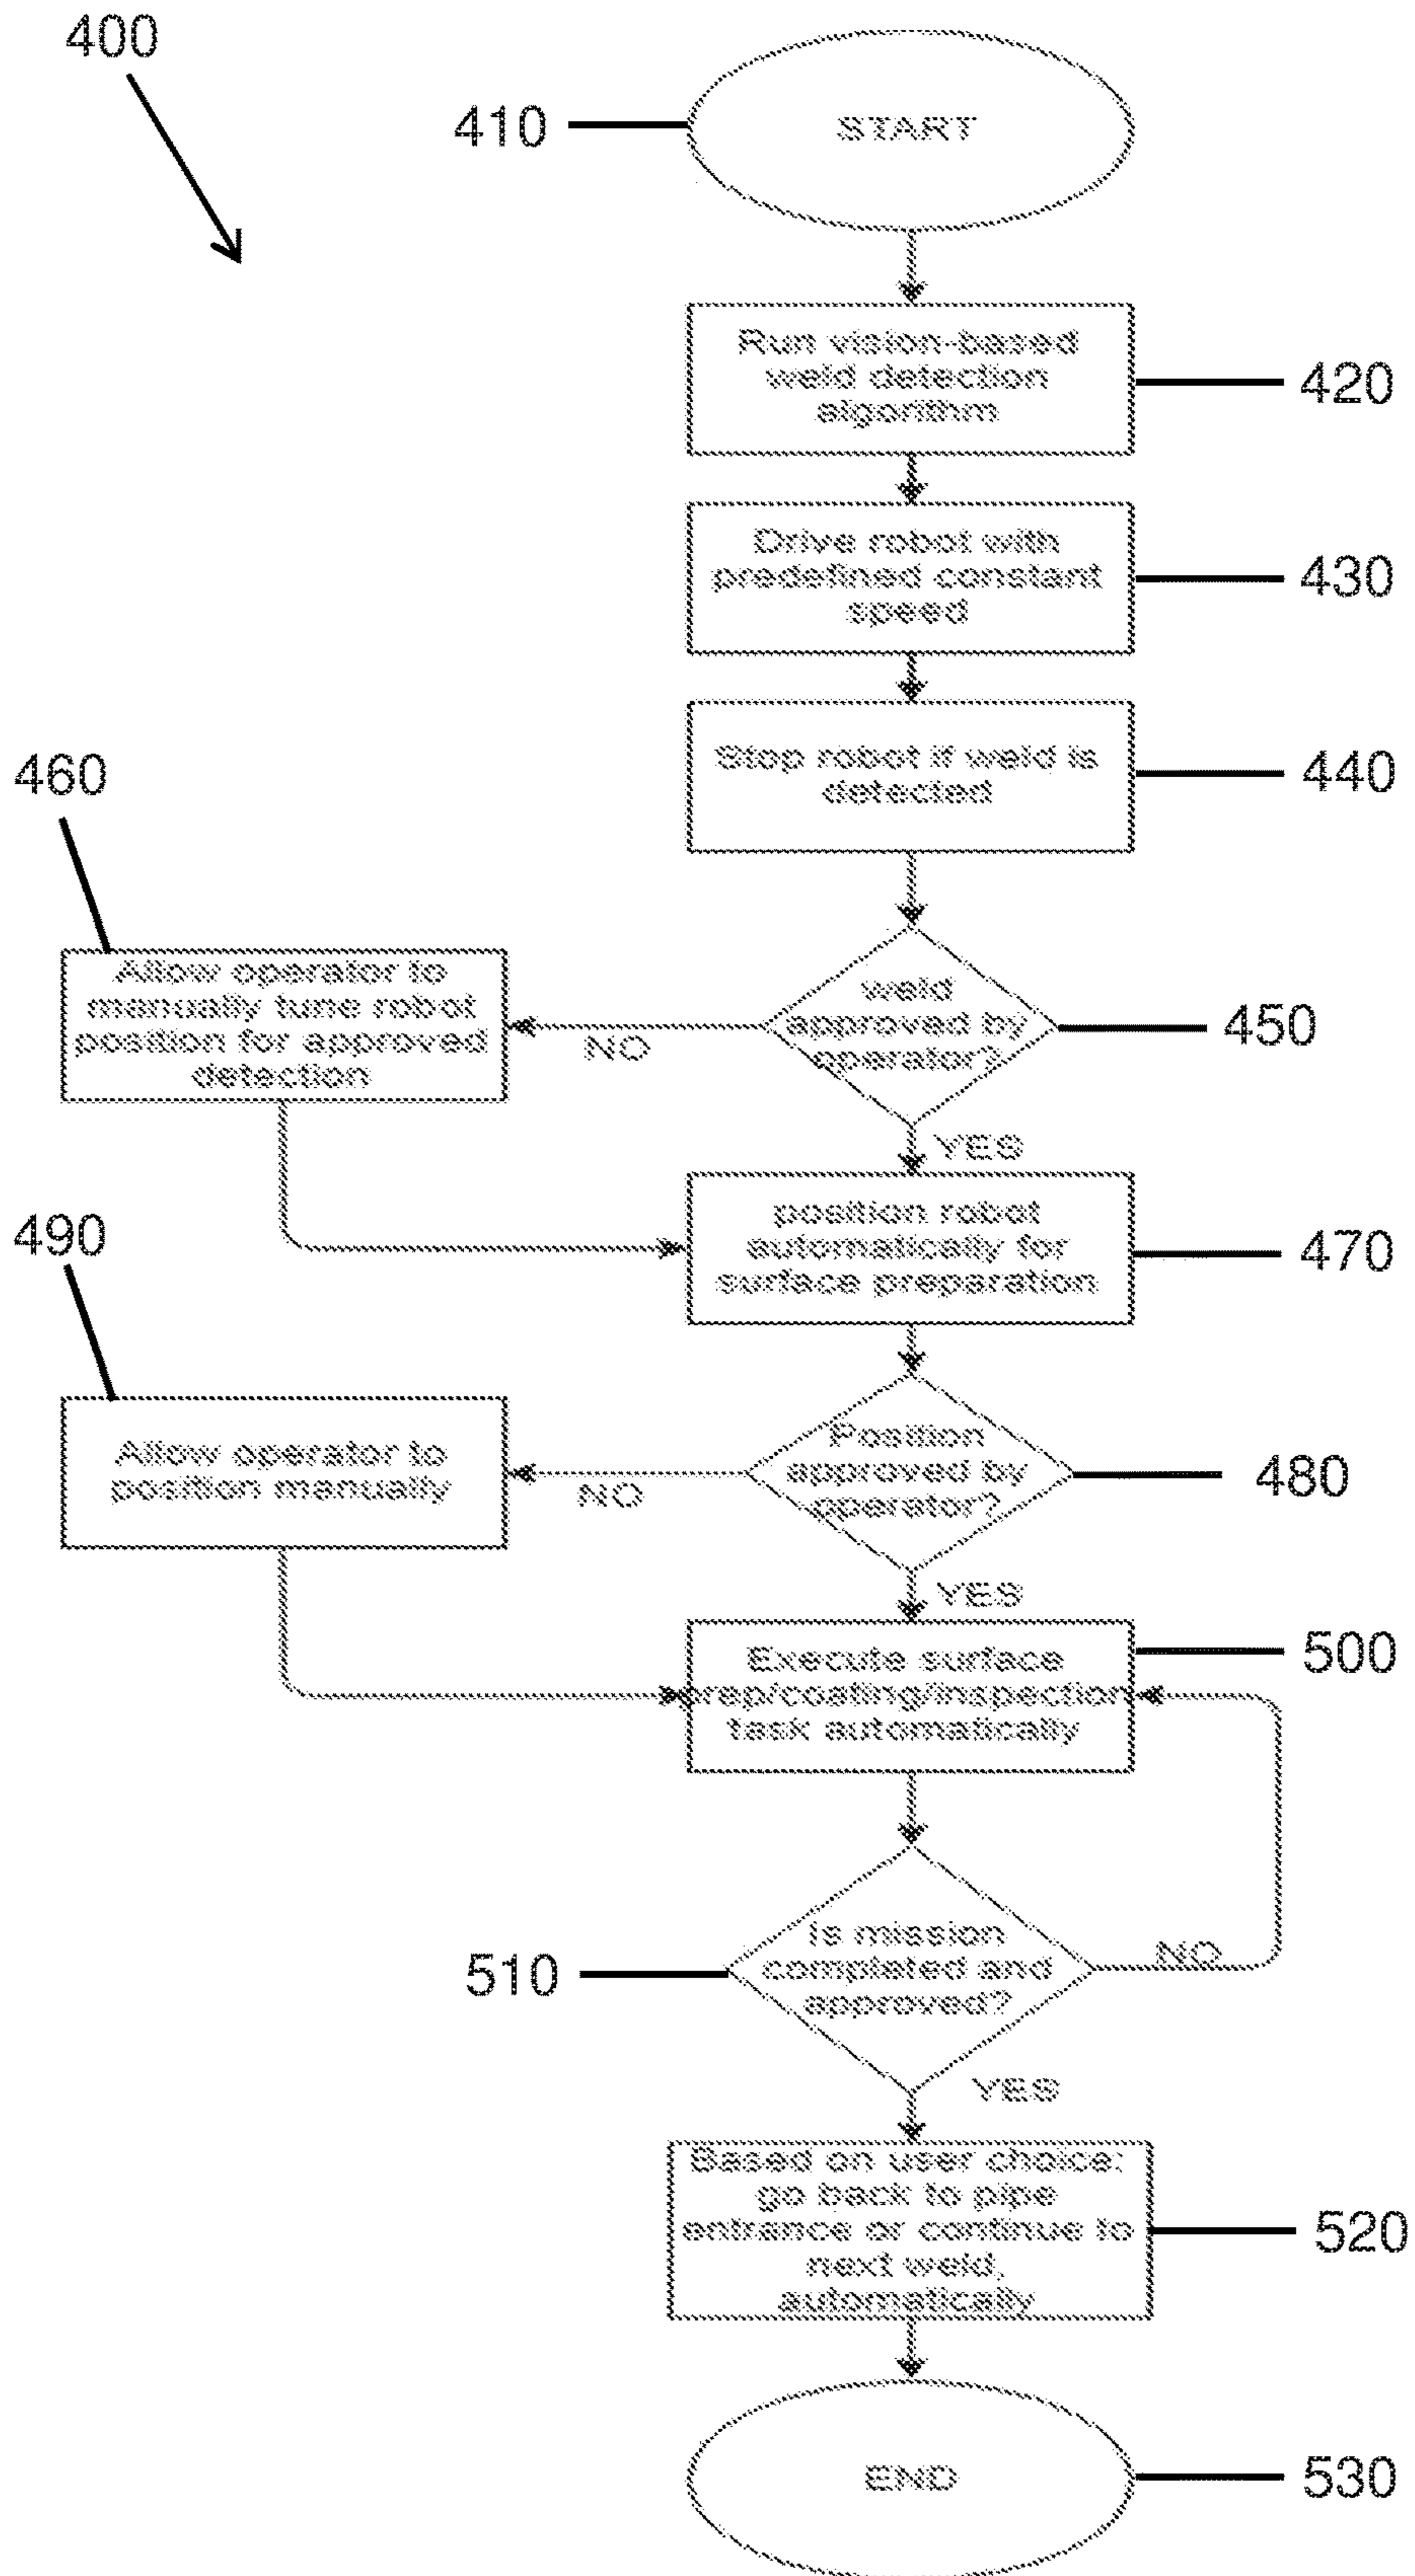 400
410
START
Run vision-based
weld detection
algorithm
420
Drive robot with
predefined constant
speed
430
Stop robot if weld is
detected
440
460
Allow operator to
manually tune robot
position for approved
detection
NO
weld
approved by
operator?
450
YES
position robot
automatically for
surface preparation
470
490
Allow operator to
position manually
NO
Position
approved by
operator?
480
YES
Execute surface
prep/coating/inspection
task automatically
500
Is mission
completed and
approved?
510
NO
YES
Based on user choice:
go back to pipe
entrance or continue to
next weld,
automatically
520
END
530